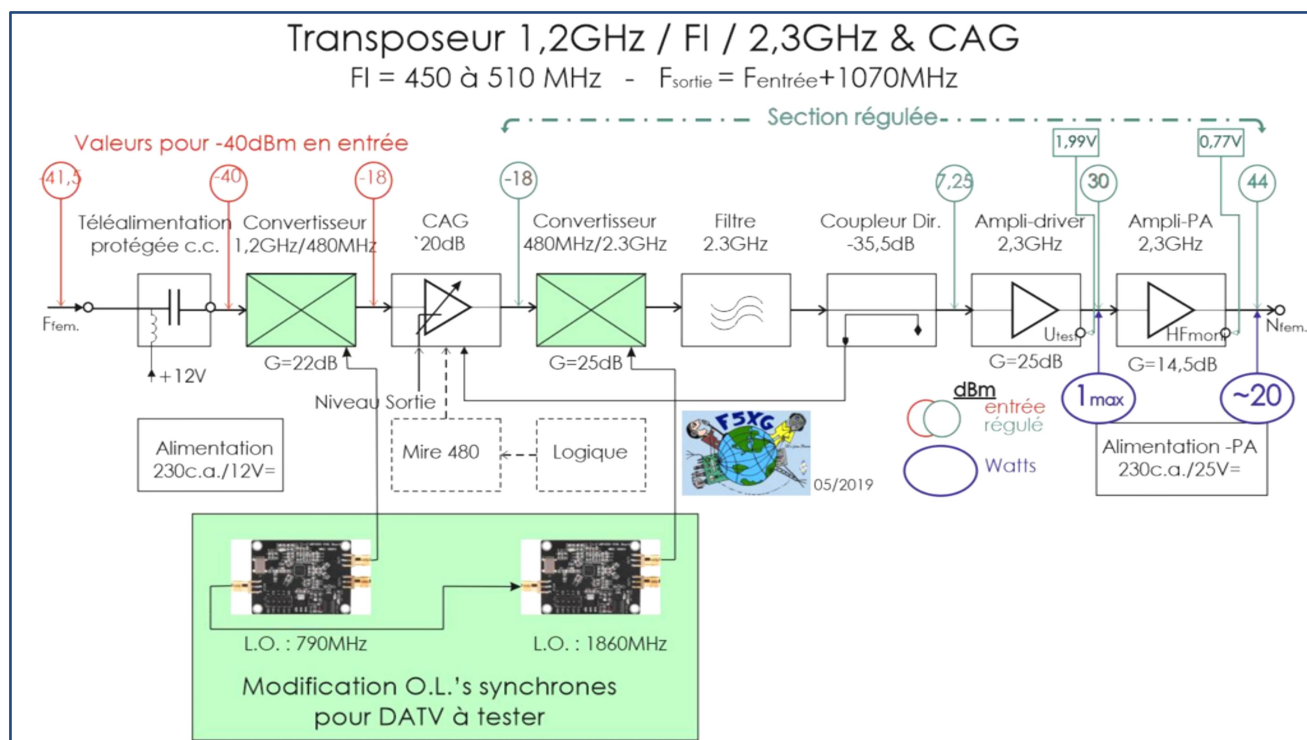 Transposeur 1,2GHz / FI / 2,3GHz & CAG
FI = 450 à 510 MHz - Fsortie = Fentrée+1070MHz
Section régulée
Valeurs pour -40dBm en entrée
1,99V
0,77V
-41,5
-40
-18
-18
7,25
30
44
Téléalimentation
protégée c.c.
Convertisseur
1,2GHz/480MHz
CAG
`20dB
Convertisseur
480MHz/2.3GHz
Filtre
2.3GHz
Coupleur Dir.
-35,5dB
Ampli-driver
2,3GHz
Ampli-PA
2,3GHz
Ffem.
Utest
HFmoni
Nfem.
+12V
G=22dB
G=25dB
G=25dB
G=14,5dB
Niveau Sortie
1max
~20
dBm
entrée
régulé
Watts
Alimentation
230c.a./12V=
Mire 480
Logique
F5XG
05/2019
Alimentation -PA
230c.a./25V=
L.O. : 790MHz
L.O. : 1860MHz
Modification O.L.'s synchrones
pour DATV à tester